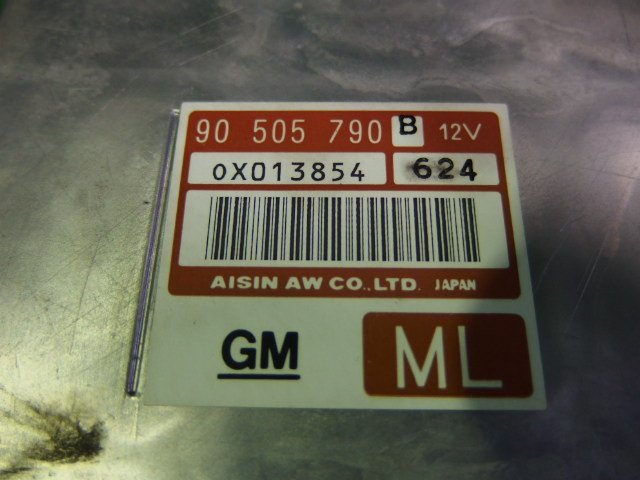 90 505 790 B 12V
0X013854 624
AISIN AW CO.,LTD. JAPAN
GM ML